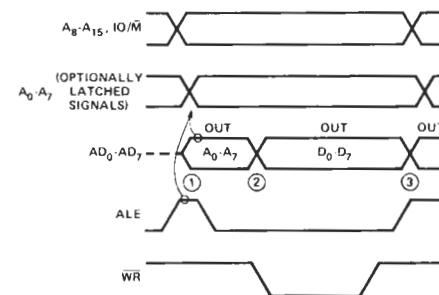 A₈-A₁₅, IO/M̅
(OPTIONALLY
A₀-A₇ LATCHED
SIGNALS)
OUT OUT OUT
AD₀-AD₇ A₀-A₇ D₀-D₇
① ② ③
ALE
W̅R̅